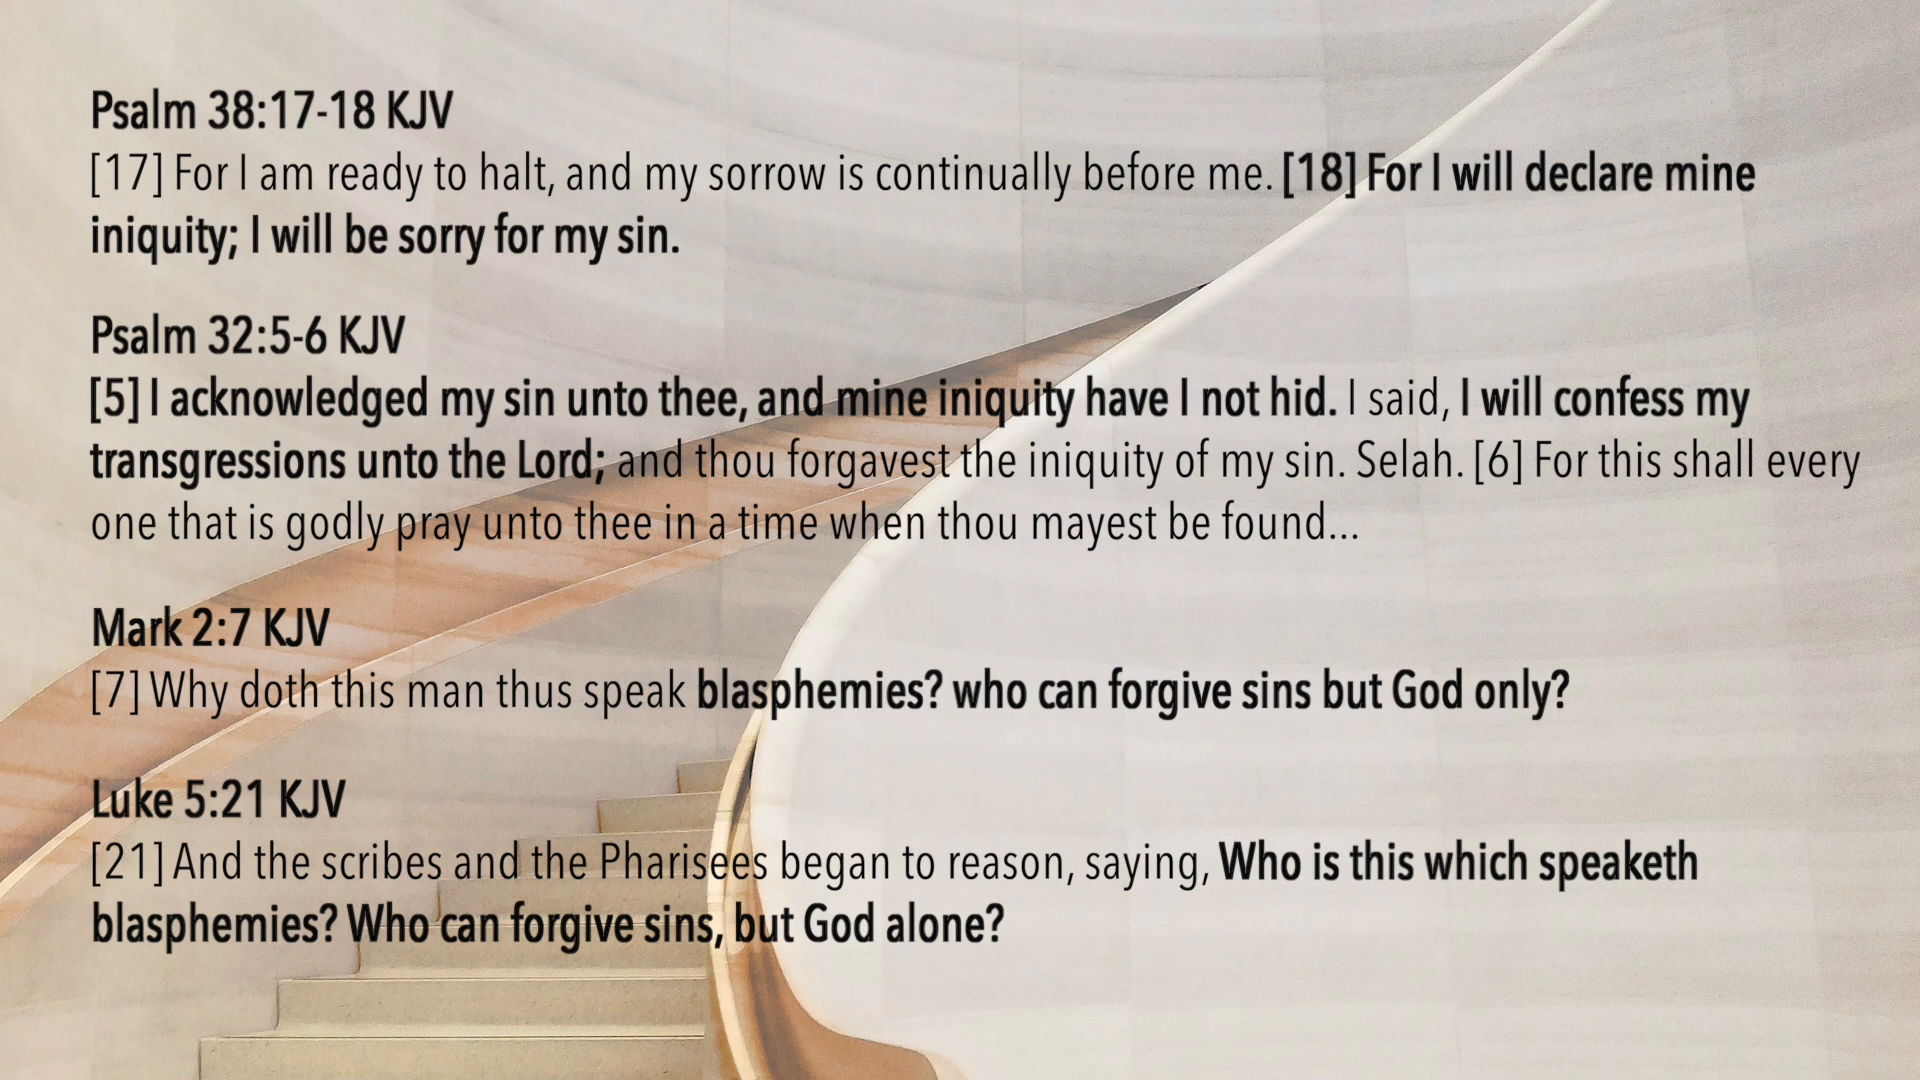 Psalm 38:17-18 KJV
[17] For I am ready to halt, and my sorrow is continually before me. [18] For I will declare mine
iniquity; I will be sorry for my sin.
Psalm 32:5-6 KJV
[5] I acknowledged my sin unto thee, and mine iniquity have I not hid. I said, I will confess my
transgressions unto the Lord; and thou forgavest the iniquity of my sin. Selah. [6] For this shall every
one that is godly pray unto thee in a time when thou mayest be found...
Mark 2:7 KJV
[7] Why doth this man thus speak blasphemies? who can forgive sins but God only?
Luke 5:21 KJV
[21] And the scribes and the Pharisees began to reason, saying, Who is this which speaketh
blasphemies? Who can forgive sins, but God alone?